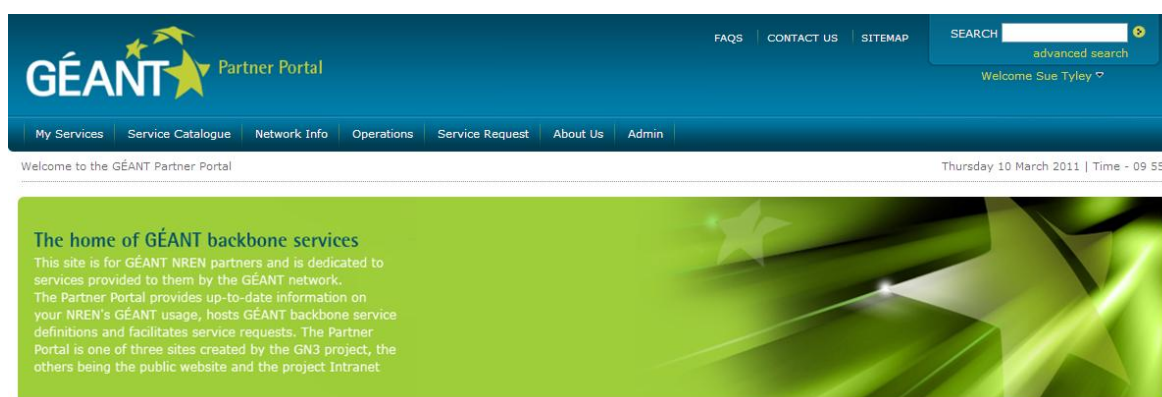 FAQS CONTACT US SITEMAP
SEARCH
advanced search
GÉANT Partner Portal
Welcome Sue Tyley
My Services Service Catalogue Network Info Operations Service Request About Us Admin
Welcome to the GÉANT Partner Portal
Thursday 10 March 2011 | Time - 09 55
The home of GÉANT backbone services
This site is for GÉANT NREN partners and is dedicated to
services provided to them by the GÉANT network.
The Partner Portal provides up-to-date information on
your NREN's GÉANT usage, hosts GÉANT backbone service
definitions and facilitates service requests. The Partner
Portal is one of three sites created by the GN3 project, the
others being the public website and the project Intranet